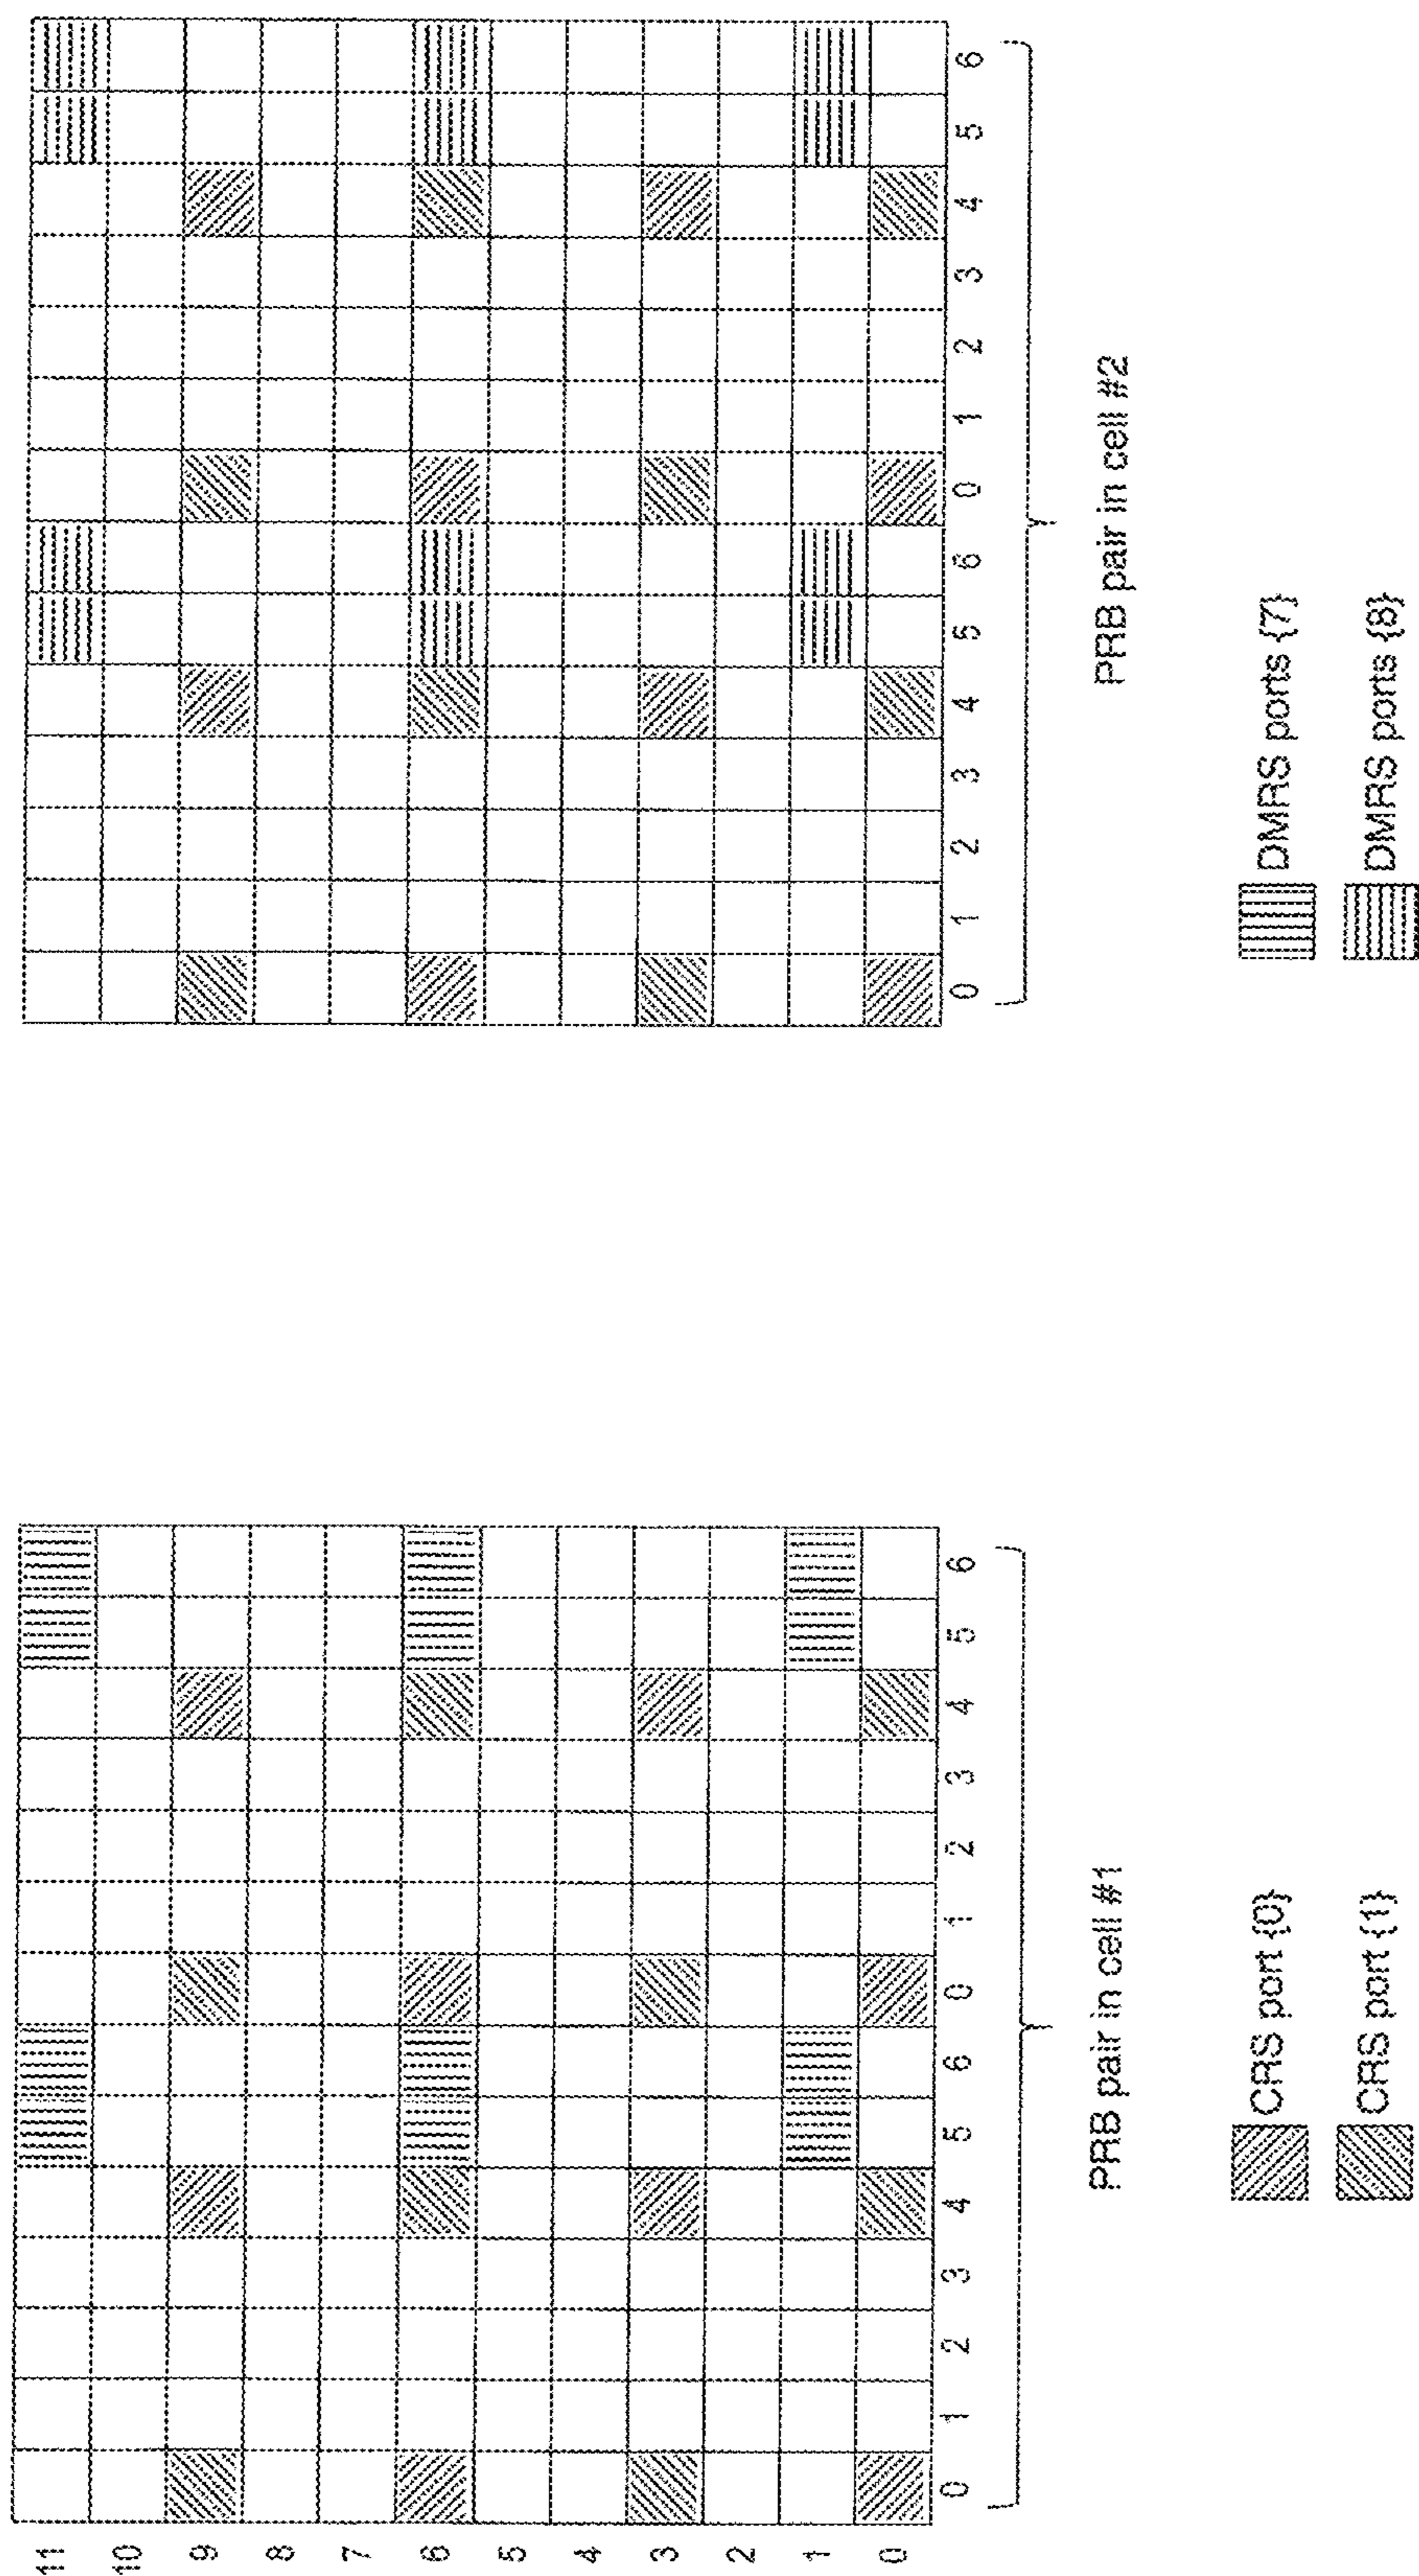 11
10
9
8
7
6
5
4
3
2
1
0
0 1 2 3 4 5 6 0 1 2 3 4 5 6
PRB pair in cell #1
0 1 2 3 4 5 6 0 1 2 3 4 5 6
PRB pair in cell #2
CRS port {0}
CRS port {1}
DMRS ports {7}
DMRS ports {8}